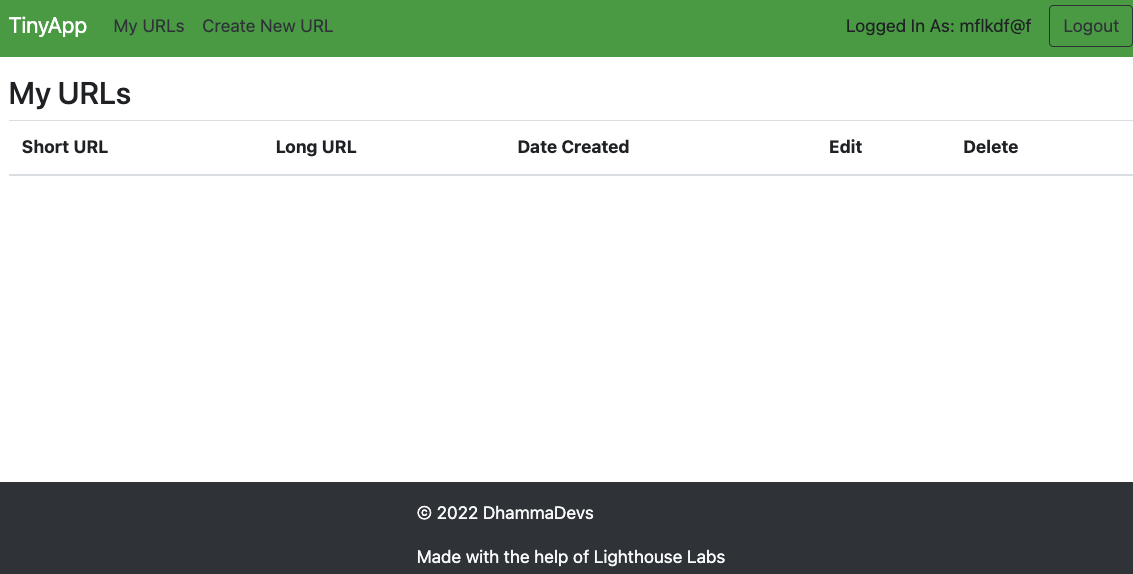 TinyApp My URLs Create New URL Logged In As: mflkdf@f Logout
My URLs
Short URL Long URL Date Created Edit Delete
© 2022 DhammaDevs
Made with the help of Lighthouse Labs